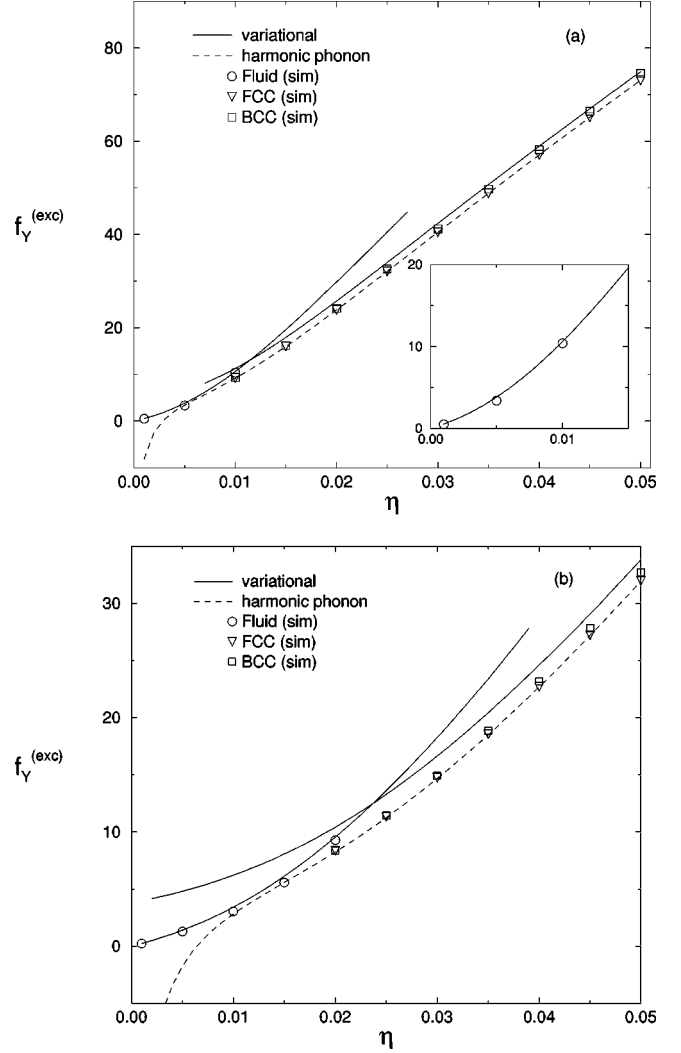 (a)
variational
harmonic phonon
Fluid (sim)
FCC (sim)
BCC (sim)
80
60
40
20
0
f_Y^(exc)
20
10
0
0.00 0.01
0.00 0.01 0.02 0.03 0.04 0.05
η
(b)
variational
harmonic phonon
Fluid (sim)
FCC (sim)
BCC (sim)
30
20
10
0
f_Y^(exc)
0.00 0.01 0.02 0.03 0.04 0.05
η